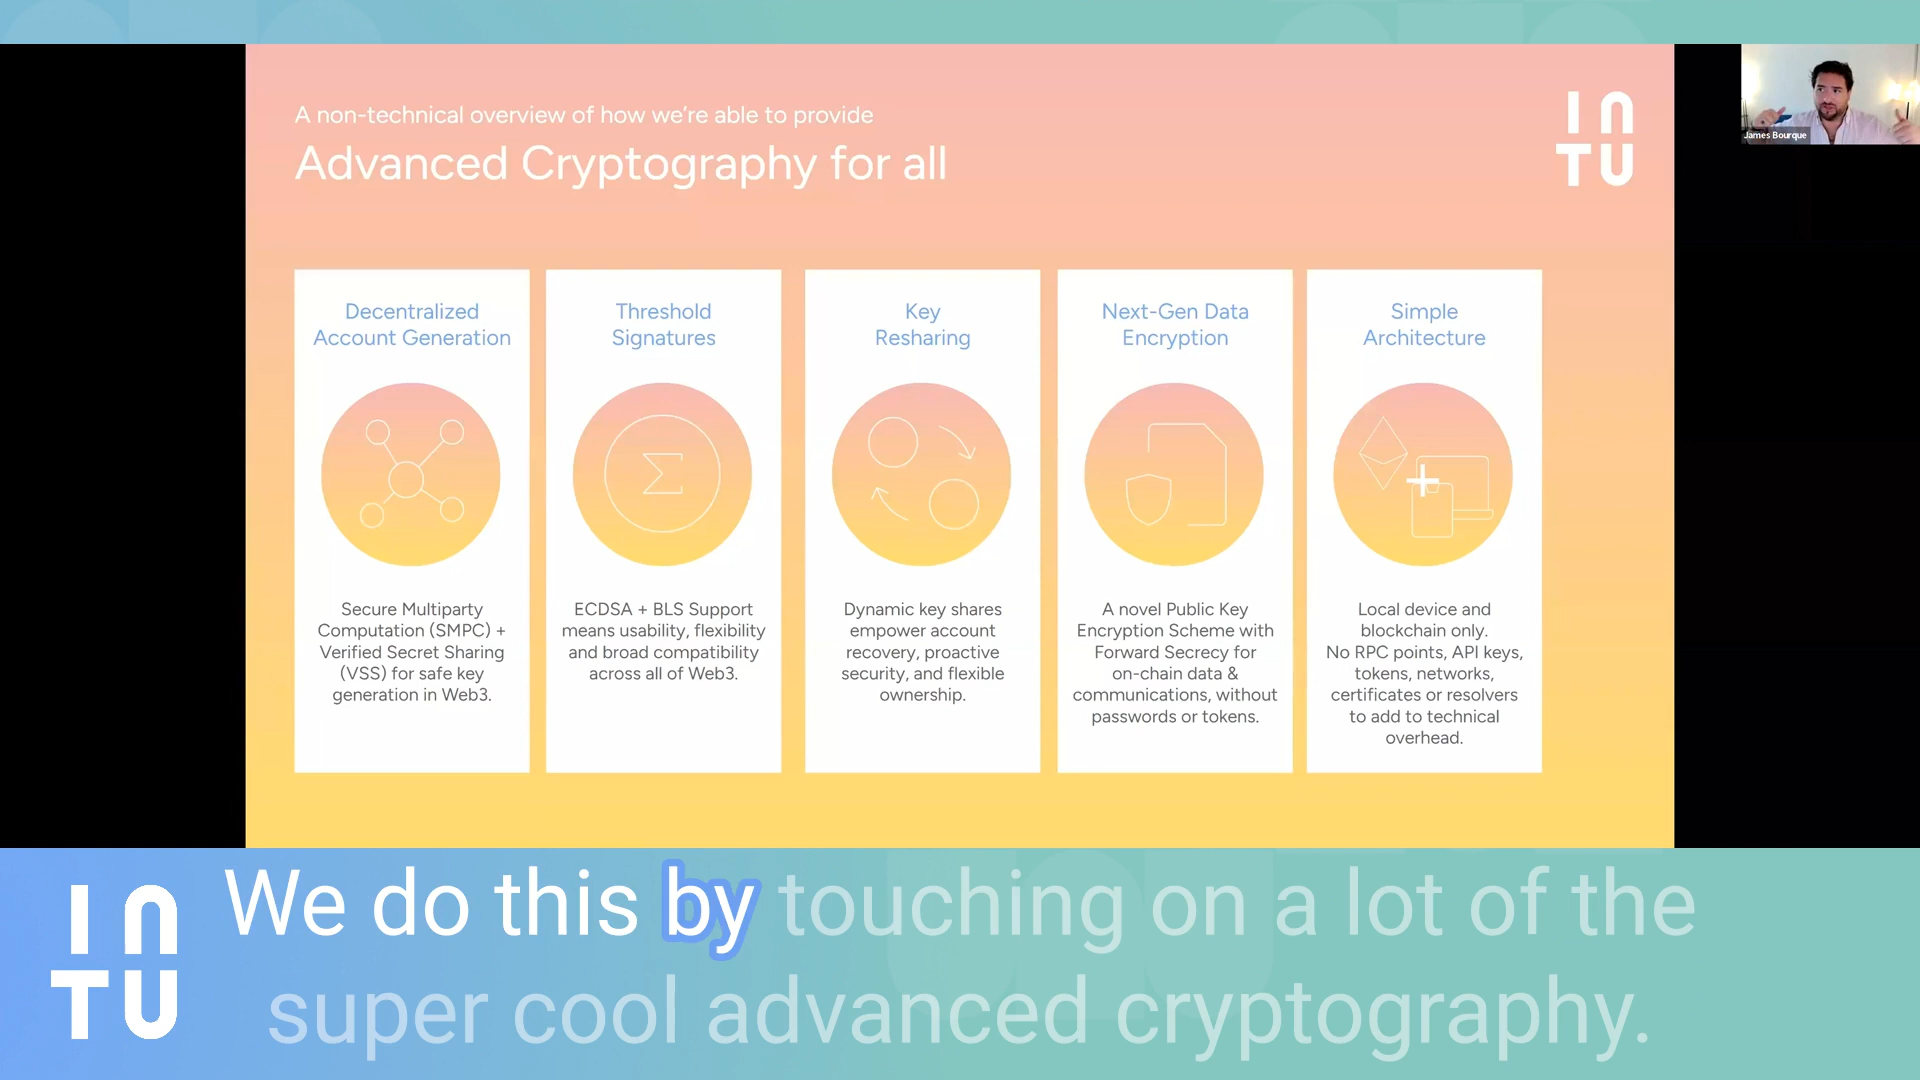 A non-technical overview of how we're able to provide
Advanced Cryptography for all
IN
TU
James Bourque
Decentralized
Account Generation
Secure Multiparty
Computation (SMPC) +
Verified Secret Sharing
(VSS) for safe key
generation in Web3.
Threshold
Signatures
Σ
ECDSA + BLS Support
means usability, flexibility
and broad compatibility
across all of Web3.
Key
Resharing
Dynamic key shares
empower account
recovery, proactive
security, and flexible
ownership.
Next-Gen Data
Encryption
A novel Public Key
Encryption Scheme with
Forward Secrecy for
on-chain data &
communications, without
passwords or tokens.
Simple
Architecture
Local device and
blockchain only.
No RPC points, API keys,
tokens, networks,
certificates or resolvers
to add to technical
overhead.
IN
TU
We do this by touching on a lot of the
super cool advanced cryptography.